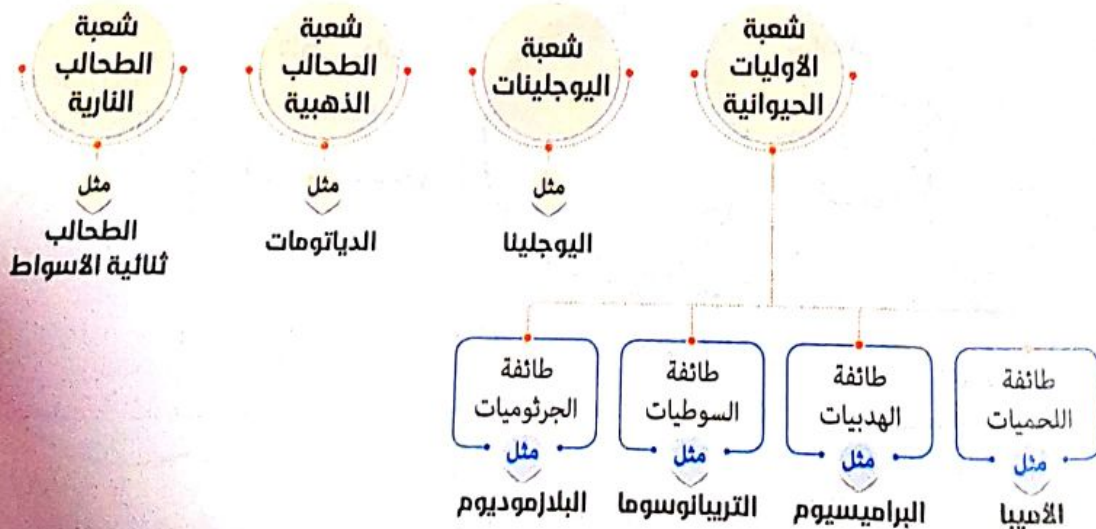 شعبة
الأوليات
الحيوانية
شعبة
اليوجلينات
مثل
اليوجلينا
شعبة
الطحالب
الذهبية
مثل
الدياتومات
شعبة
الطحالب
النارية
مثل
الطحالب
ثنائية الأسواط
طائفة
اللحميات
مثل
الأميبا
طائفة
الهدبيات
مثل
البراميسيوم
طائفة
السوطيات
مثل
التريبانوسوما
طائفة
الجرثوميات
مثل
البلازموديوم